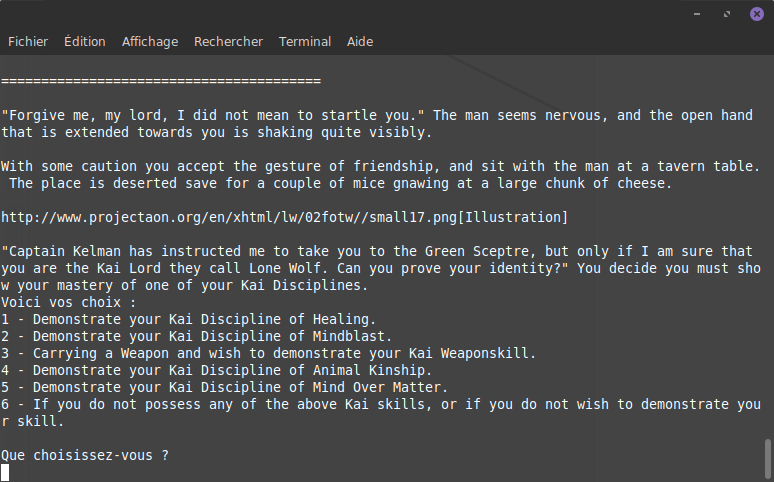 Fichier Édition Affichage Rechercher Terminal Aide
========================================
"Forgive me, my lord, I did not mean to startle you." The man seems nervous, and the open hand
that is extended towards you is shaking quite visibly.
With some caution you accept the gesture of friendship, and sit with the man at a tavern table.
 The place is deserted save for a couple of mice gnawing at a large chunk of cheese.
http://www.projectaon.org/en/xhtml/lw/02fotw//small17.png[Illustration]
"Captain Kelman has instructed me to take you to the Green Sceptre, but only if I am sure that
you are the Kai Lord they call Lone Wolf. Can you prove your identity?" You decide you must sho
w your mastery of one of your Kai Disciplines.
Voici vos choix :
1 - Demonstrate your Kai Discipline of Healing.
2 - Demonstrate your Kai Discipline of Mindblast.
3 - Carrying a Weapon and wish to demonstrate your Kai Weaponskill.
4 - Demonstrate your Kai Discipline of Animal Kinship.
5 - Demonstrate your Kai Discipline of Mind Over Matter.
6 - If you do not possess any of the above Kai skills, or if you do not wish to demonstrate you
r skill.
Que choisissez-vous ?